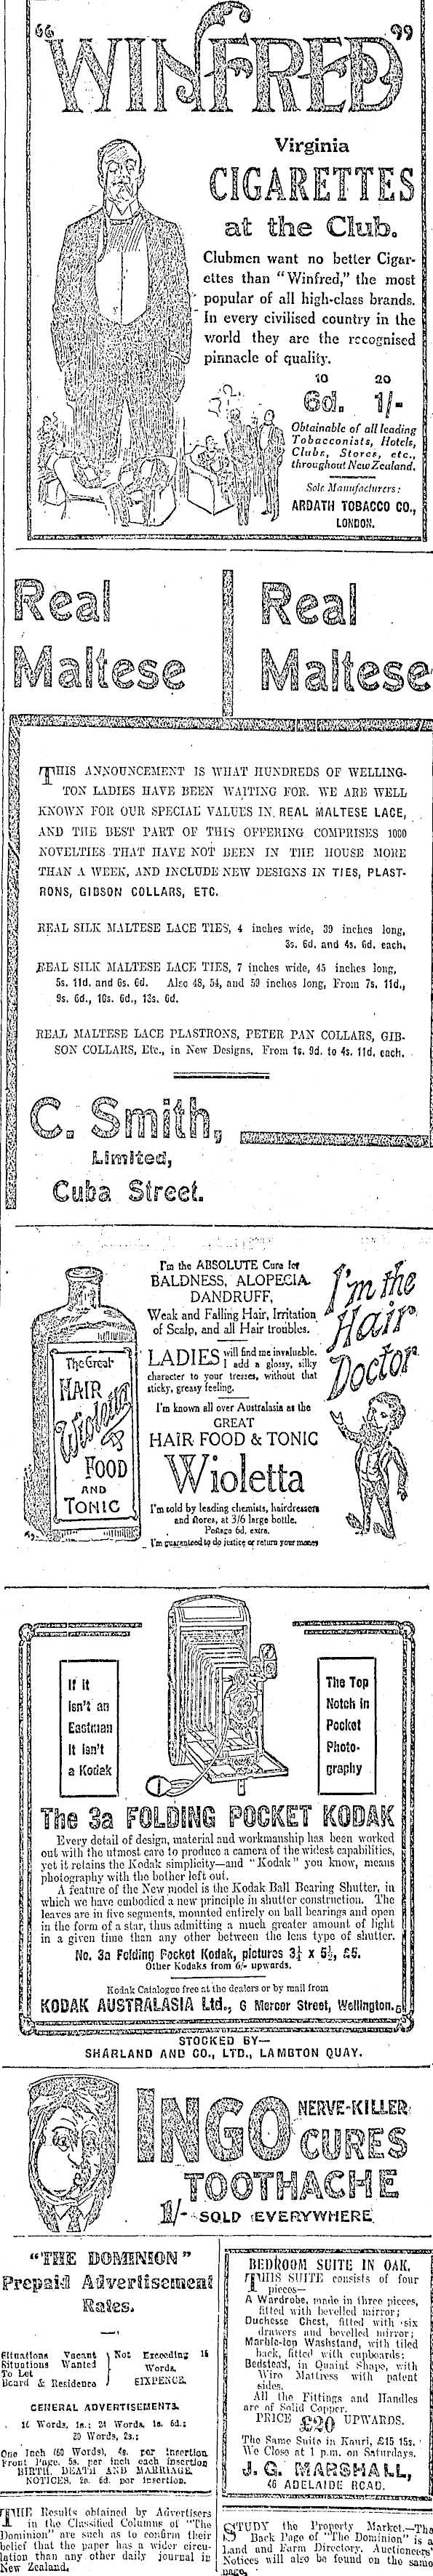 "WINFRED"
Virginia
CIGARETTES
at the Club.
Clubmen want no better Cigar-
ettes than "Winfred," the most
popular of all high-class brands.
In every civilised country in the
world they are the recognised
pinnacle of quality.
10 20
6d. 1/-
Obtainable of all leading
Tobacconists, Hotels,
Clubs, Stores, etc.,
throughout New Zealand.
Sole Manufacturers:
ARDATH TOBACCO CO.,
LONDON.
Real
Maltese
Real
Maltese
THIS ANNOUNCEMENT IS WHAT HUNDREDS OF WELLING-
TON LADIES HAVE BEEN WAITING FOR. WE ARE WELL
KNOWN FOR OUR SPECIAL VALUES IN REAL MALTESE LACE,
AND THE BEST PART OF THIS OFFERING COMPRISES 1000
NOVELTIES THAT HAVE NOT BEEN IN THE HOUSE MORE
THAN A WEEK, AND INCLUDE NEW DESIGNS IN TIES, PLAST-
RONS, GIBSON COLLARS, ETC.
REAL SILK MALTESE LACE TIES, 4 inches wide, 39 inches long,
3s. 6d. and 4s. 6d. each.
REAL SILK MALTESE LACE TIES, 7 inches wide, 45 inches long,
5s. 11d. and 6s. 6d. Also 48, 54, and 59 inches long, From 7s. 11d.,
9s. 6d., 10s. 6d., 13s. 6d.
REAL MALTESE LACE PLASTRONS, PETER PAN COLLARS, GIB-
SON COLLARS, Etc., in New Designs, From 1s. 9d. to 4s. 11d. each.
C. Smith,
Limited,
Cuba Street.
The Great
HAIR
Wioletta
FOOD
AND
TONIC
I'm the ABSOLUTE Cure for
BALDNESS, ALOPECIA
DANDRUFF,
Weak and Falling Hair, Irritation
of Scalp, and all Hair troubles.
LADIES will find me invaluable.
I add a glossy, silky
character to your tresses, without that
sticky, greasy feeling.
I'm known all over Australasia as the
GREAT
HAIR FOOD & TONIC
Wioletta
I'm sold by leading chemists, hairdressers
and stores, at 3/6 large bottle.
Postage 6d. extra.
I'm guaranteed to do justice or return your money
I'm the
Hair
Doctor
If it
isn't an
Eastman
It isn't
a Kodak
The Top
Notch in
Pocket
Photo-
graphy
The 3a FOLDING POCKET KODAK
Every detail of design, material and workmanship has been worked
out with the utmost care to produce a camera of the widest capabilities,
yet it retains the Kodak simplicity—and "Kodak" you know, means
photography with the bother left out.
A feature of the New model is the Kodak Ball Bearing Shutter, in
which we have embodied a new principle in shutter construction. The
leaves are in five segments, mounted entirely on ball bearings and open
in the form of a star, thus admitting a much greater amount of light
in a given time than any other between the lens type of shutter.
No. 3a Folding Pocket Kodak, pictures 3¼ x 5½, £5.
Other Kodaks from 6/- upwards.
Kodak Catalogue free at the dealers or by mail from
KODAK AUSTRALASIA Ltd., 6 Mercer Street, Wellington.
STOCKED BY—
SHARLAND AND CO., LTD., LAMBTON QUAY.
INGO NERVE-KILLER
CURES
TOOTHACHE
1/- SOLD EVERYWHERE
"THE DOMINION"
Prepaid Advertisement
Rates.
Situations Vacant
Situations Wanted
To Let
Board & Residence
Not Exceeding 16
Words,
SIXPENCE.
GENERAL ADVERTISEMENTS.
16 Words, 1s.; 24 Words, 1s. 6d.;
30 Words, 2s.;
One Inch (60 Words), 4s. per insertion
Front Page, 5s. per inch each insertion
BIRTH, DEATH AND MARRIAGE
NOTICES, 2s. 6d. per insertion.
THE Results obtained by Advertisers
in the Classified Columns of "The
Dominion" are such as to confirm their
belief that the paper has a wider circu-
lation than any other daily journal in
New Zealand.
BEDROOM SUITE IN OAK.
THIS SUITE consists of four
pieces—
A Wardrobe, made in three pieces,
fitted with bevelled mirror;
Duchesse Chest, fitted with six
drawers and bevelled mirror;
Marble-top Washstand, with tiled
back, fitted with cupboards;
Bedstead, in Quaint Shape, with
Wire Mattress with patent
sides.
All the Fittings and Handles
are of Solid Copper.
PRICE £20 UPWARDS.
The Same Suite in Kauri, £15 15s.
We Close at 1 p.m. on Saturdays.
J. G. MARSHALL,
46 ADELAIDE ROAD.
STUDY the Property Market.—The
Back Page of "The Dominion" is a
Land and Farm Directory. Auctioneers'
Notices will also be found on the same
page.